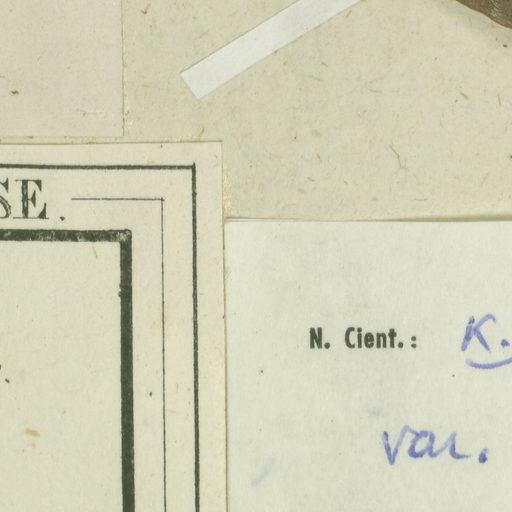 SE.
N. Cient.: K.
var.